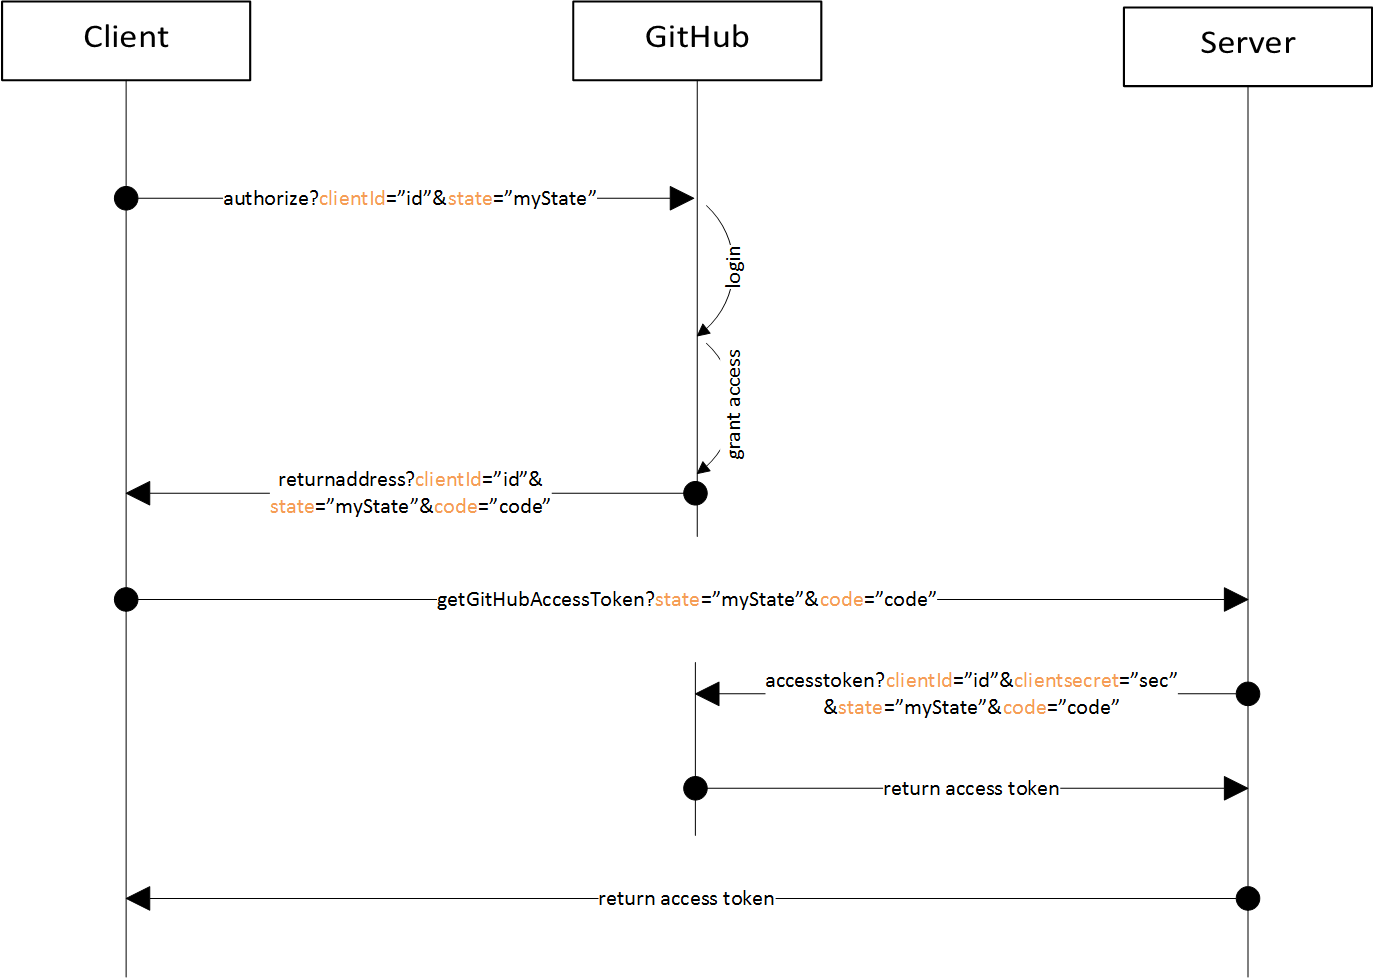 Client
GitHub
Server
authorize?clientId=”id”&state=”myState”
login
grant access
returnaddress?clientId=”id”&
state=”myState”&code=”code”
getGitHubAccessToken?state=”myState”&code=”code”
accesstoken?clientId=”id”&clientsecret=”sec”
&state=”myState”&code=”code”
return access token
return access token